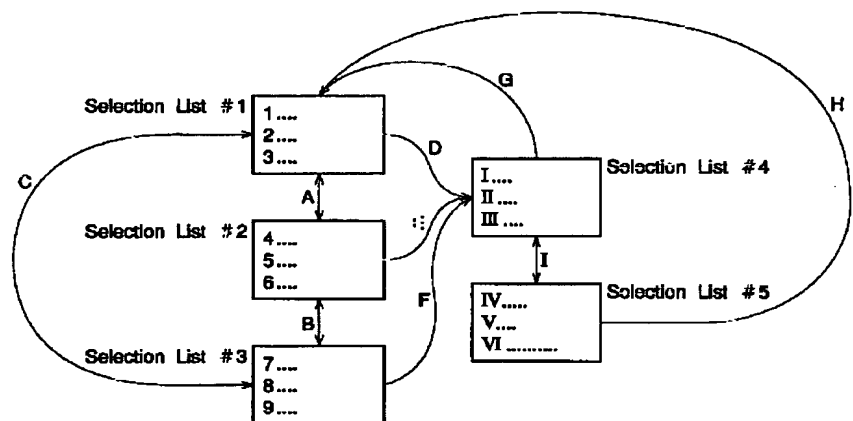 G
H
Selection List #1
1....
2....
3....
D
C
A
Selection List #4
I....
II....
III....
Selection List #2
4....
5....
6....
I
F
B
Selection List #5
IV.....
V....
VI..........
Selection List #3
7....
8....
9....